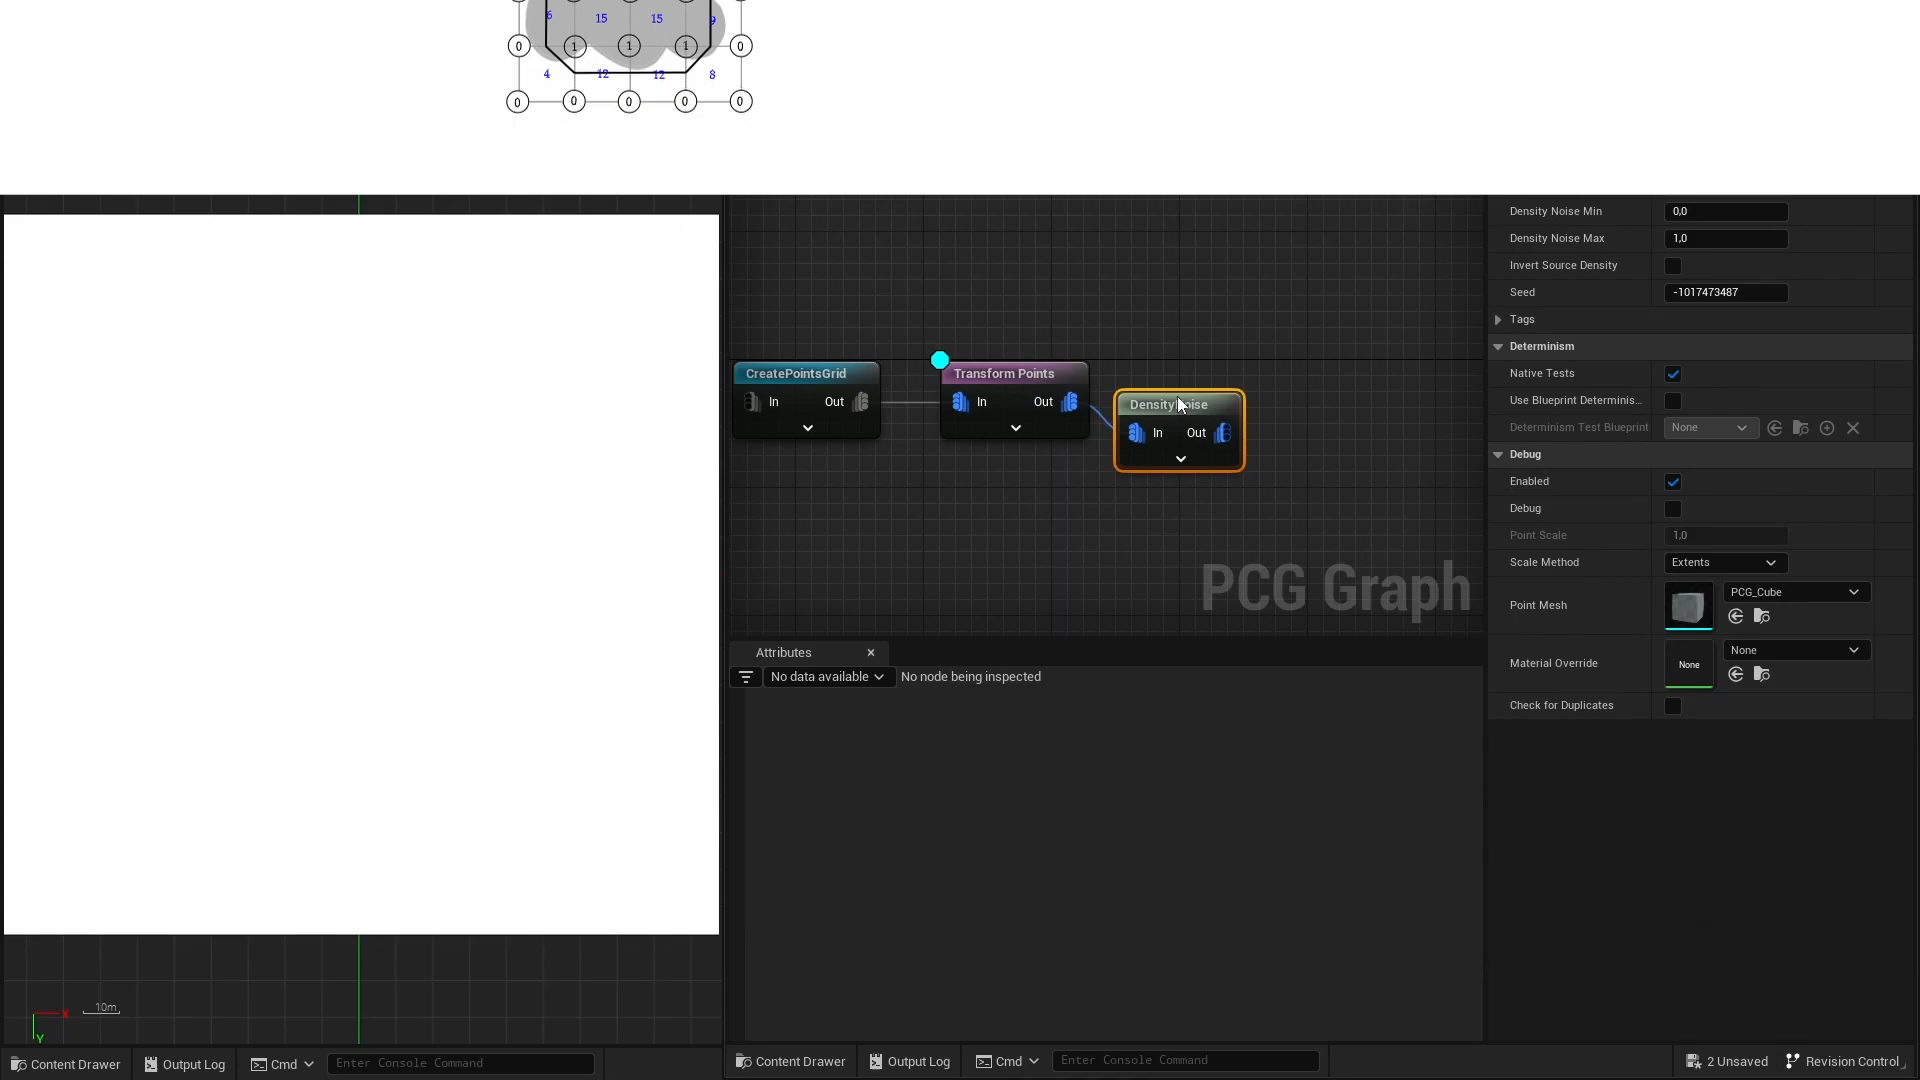 6 15 15 9
0 1 1 1 0
4 12 12 8
0 0 0 0 0
Density Noise Min 0,0
Density Noise Max 1,0
Invert Source Density
Seed -1017473487
Tags
Determinism
Native Tests
Use Blueprint Determinis...
Determinism Test Blueprint None
Debug
Enabled
Debug
Point Scale 1,0
Scale Method Extents
Point Mesh PCG_Cube
Material Override None None
Check for Duplicates
CreatePointsGrid
In Out
Transform Points
In Out
Density
In Out
PCG Graph
Attributes
No data available No node being inspected
10m
X
Y
Content Drawer Output Log Cmd Enter Console Command
Content Drawer Output Log Cmd Enter Console Command 2 Unsaved Revision Control